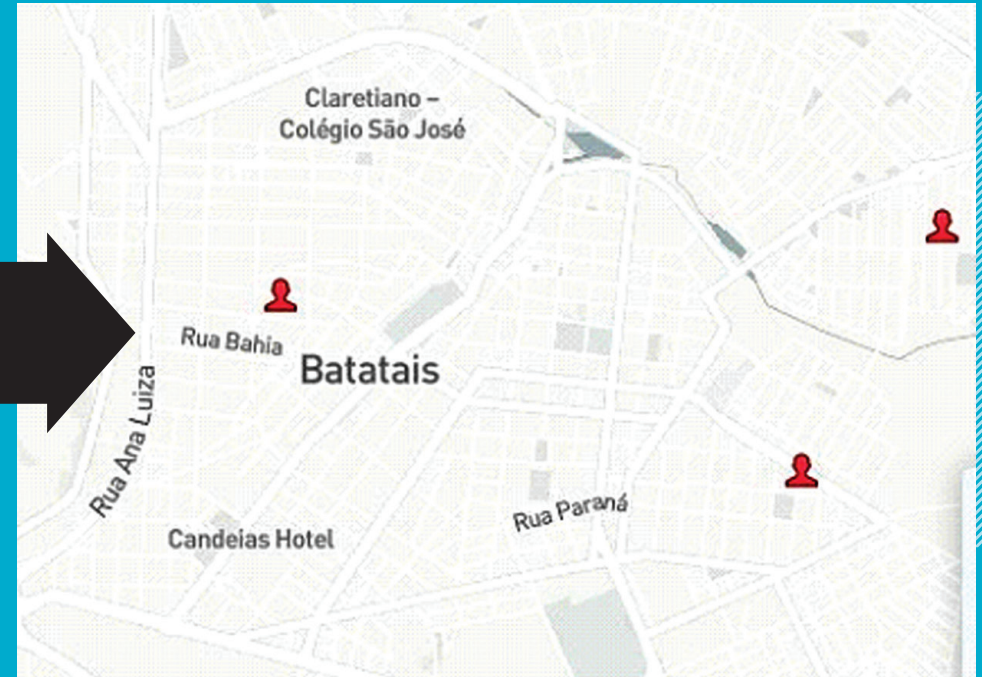 Claretiano –
Colégio São José
Rua Bahia
Batatais
Rua Ana Luiza
Rua Paraná
Candeias Hotel